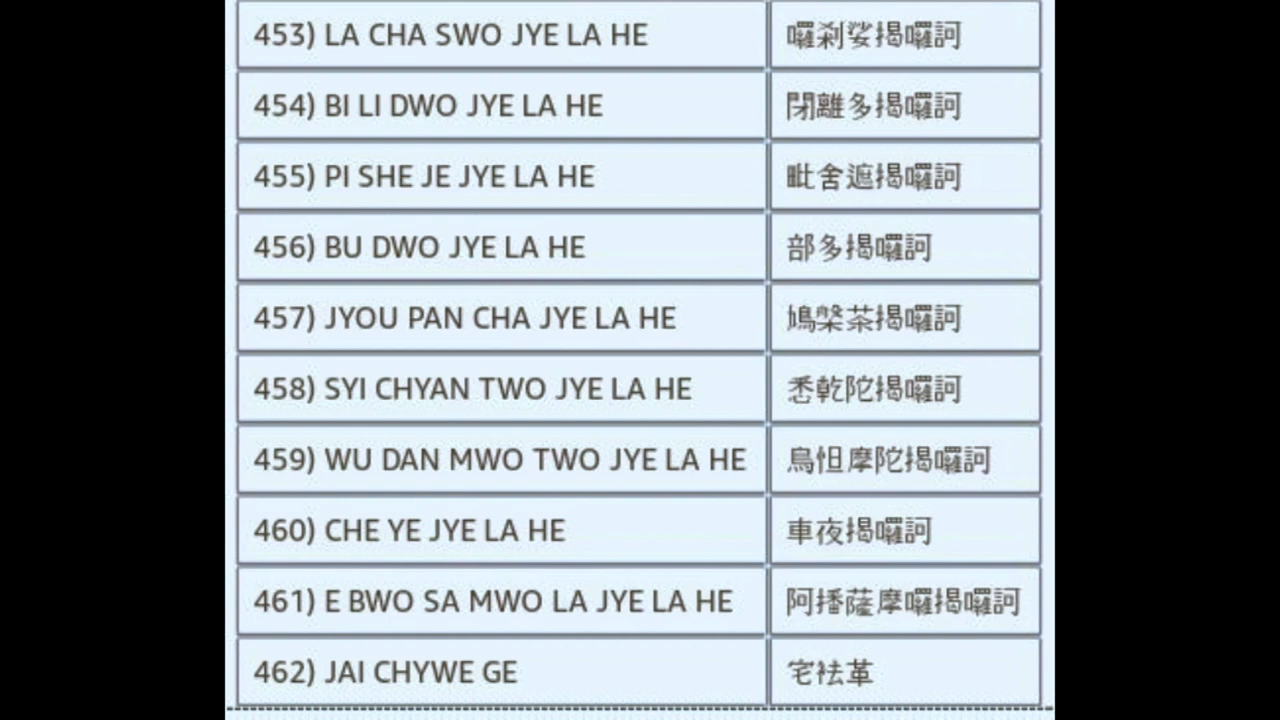 453) LA CHA SWO JYE LA HE 囉剎娑揭囉訶
454) BI LI DWO JYE LA HE 閉離多揭囉訶
455) PI SHE JE JYE LA HE 毗舍遮揭囉訶
456) BU DWO JYE LA HE 部多揭囉訶
457) JYOU PAN CHA JYE LA HE 鳩槃茶揭囉訶
458) SYI CHYAN TWO JYE LA HE 悉乾陀揭囉訶
459) WU DAN MWO TWO JYE LA HE 烏怛摩陀揭囉訶
460) CHE YE JYE LA HE 車夜揭囉訶
461) E BWO SA MWO LA JYE LA HE 阿播薩摩囉揭囉訶
462) JAI CHYWE GE 宅袪革